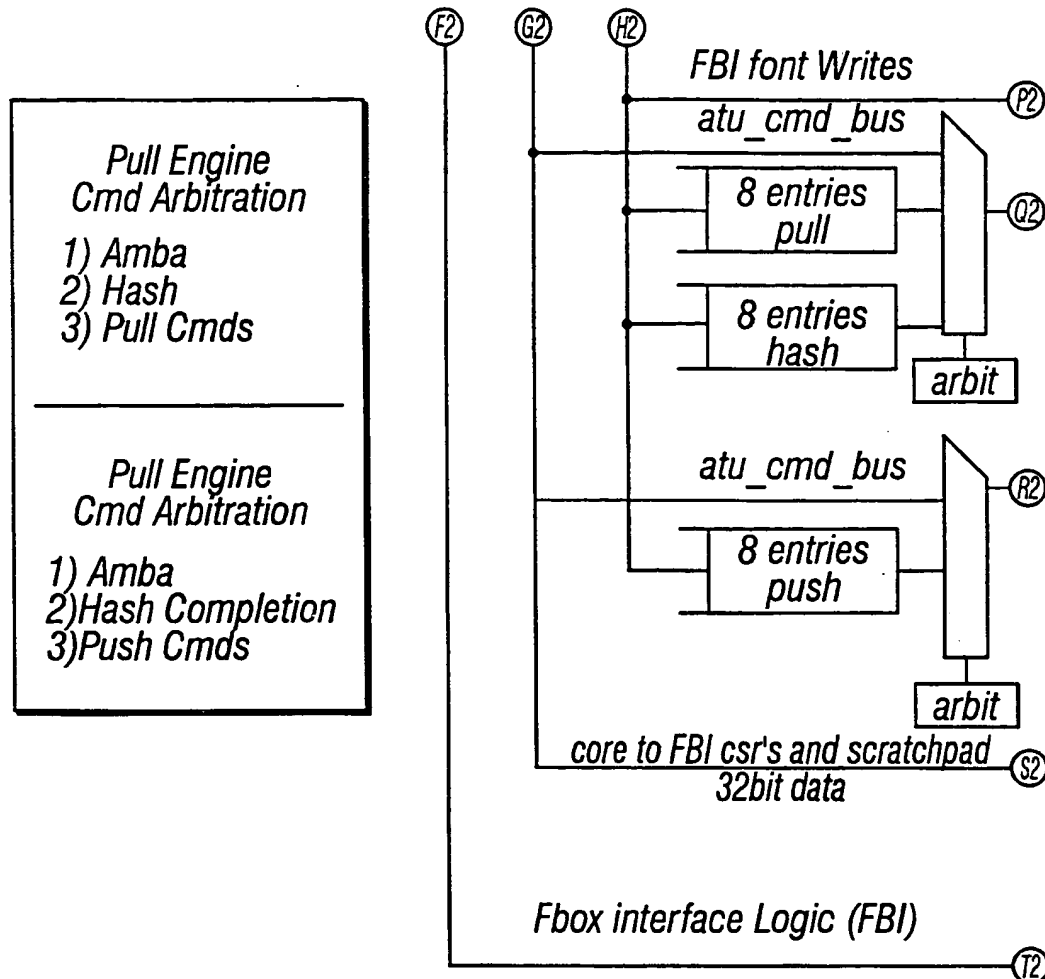 F2 G2 H2
FBI font Writes
P2
atu_cmd_bus
8 entries
pull
Q2
8 entries
hash
arbit
atu_cmd_bus
R2
8 entries
push
arbit
core to FBI csr's and scratchpad
S2
32bit data
Fbox interface Logic (FBI)
T2
Pull Engine
Cmd Arbitration
1) Amba
2) Hash
3) Pull Cmds
Pull Engine
Cmd Arbitration
1) Amba
2)Hash Completion
3)Push Cmds